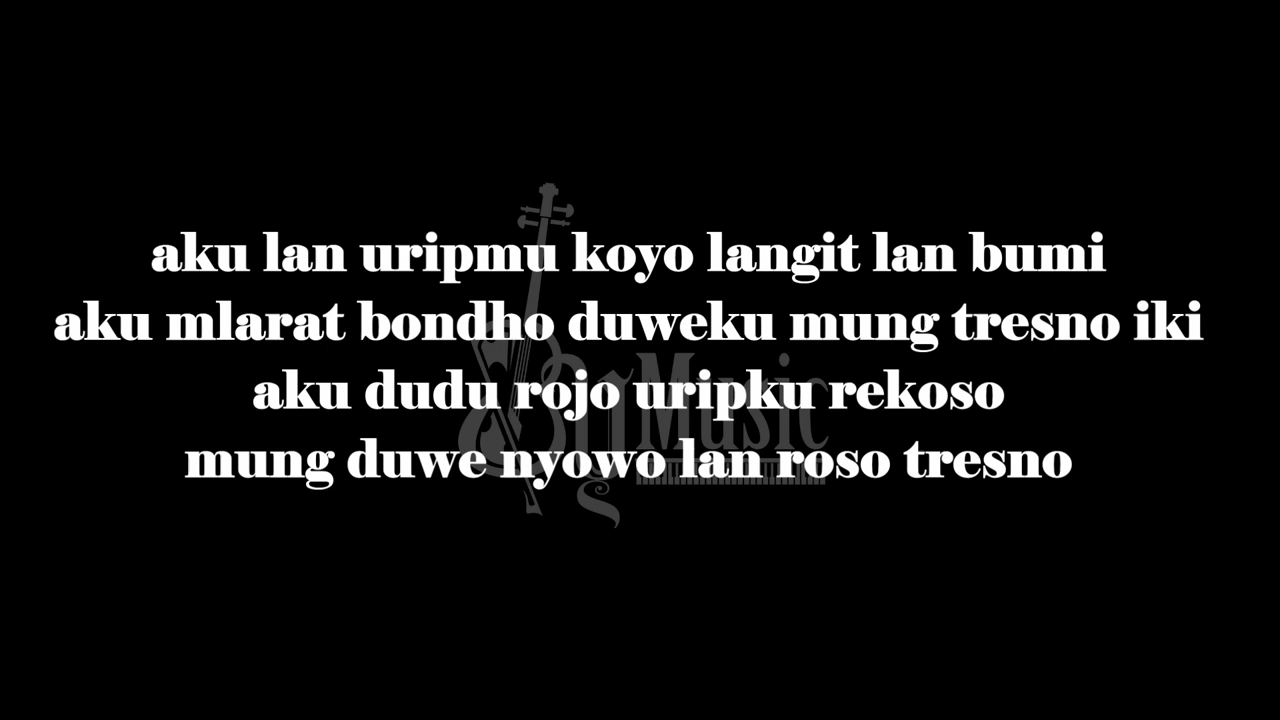 aku lan uripmu koyo langit lan bumi
aku mlarat bondho duweku mung tresno iki
aku dudu rojo uripku rekoso
mung duwe nyowo lan roso tresno
Music